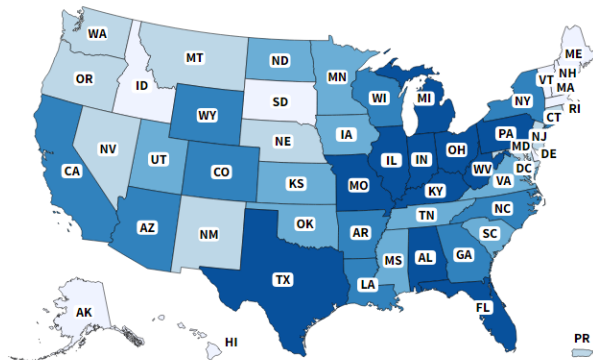 WA
MT
ND
MN
OR
ID
SD
WI
MI
WY
NV
UT
CO
NE
IA
IL
IN
OH
PA
NY
VT
ME
NH
MA
RI
CT
NJ
MD
DE
DC
CA
AZ
NM
KS
MO
KY
WV
VA
OK
AR
TN
NC
SC
TX
LA
MS
AL
GA
FL
AK
HI
PR